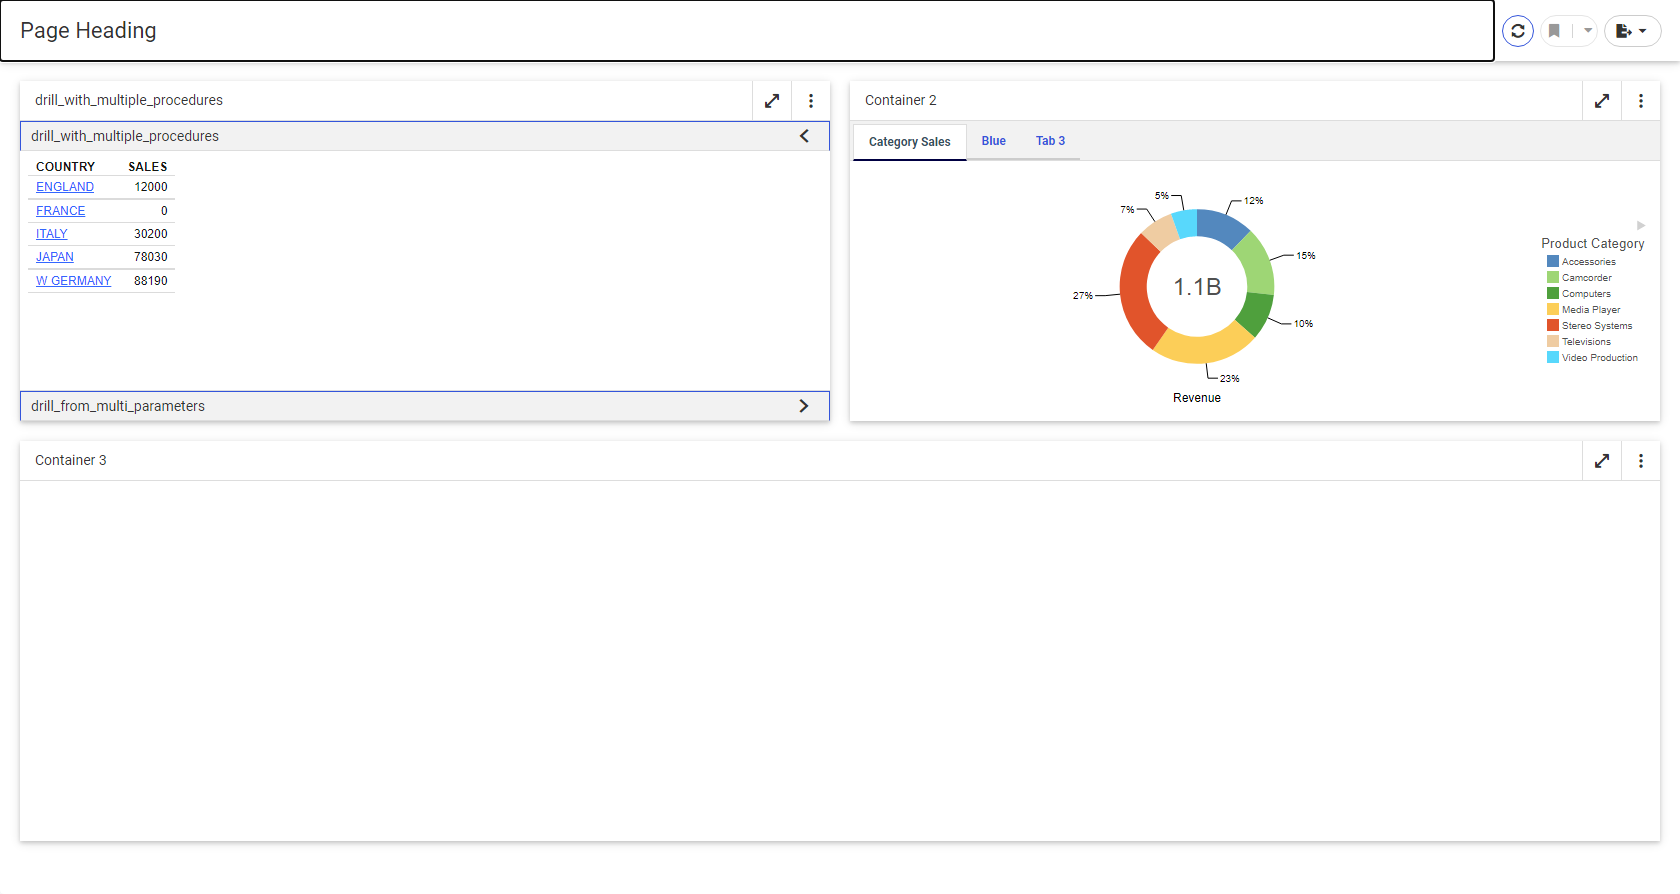 Page Heading
drill_with_multiple_procedures
drill_with_multiple_procedures
COUNTRY SALES
ENGLAND 12000
FRANCE 0
ITALY 30200
JAPAN 78030
W GERMANY 88190
drill_from_multi_parameters
Container 2
Category Sales Blue Tab 3
5%
12%
7%
15%
27%
1.1B
10%
23%
Revenue
Product Category
Accessories
Camcorder
Computers
Media Player
Stereo Systems
Televisions
Video Production
Container 3